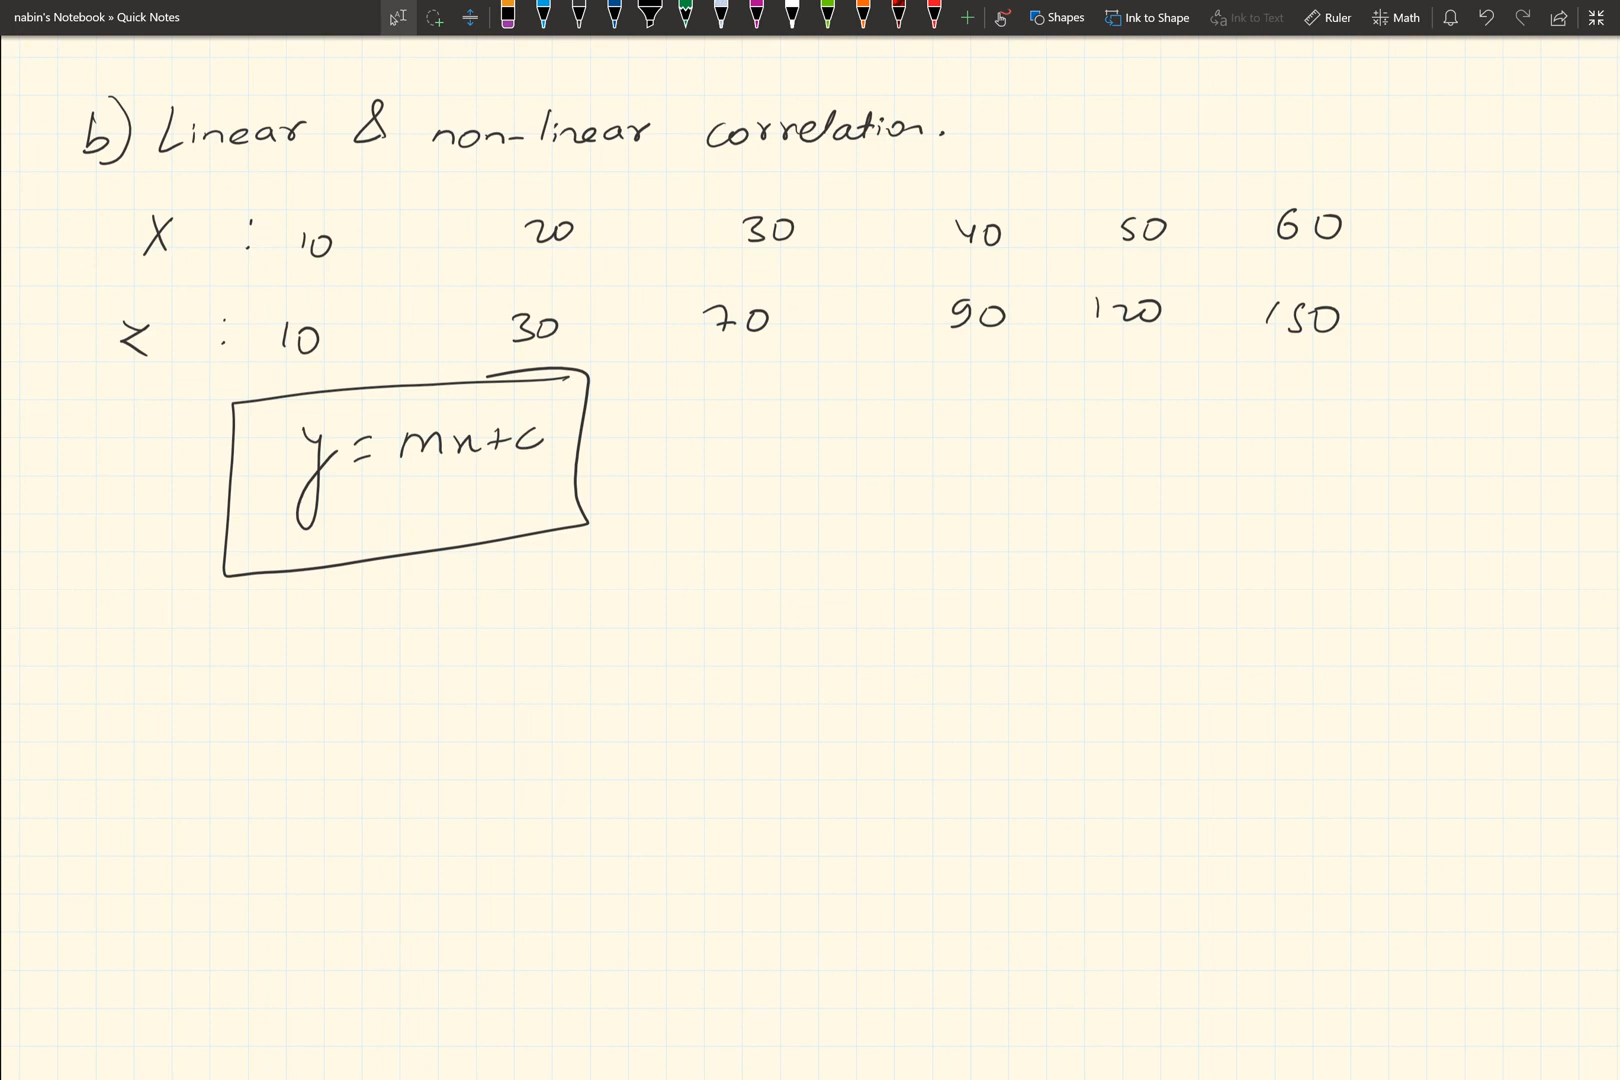 nabin's Notebook » Quick Notes Shapes Ink to Shape Ink to Text Ruler Math
b) Linear & non-linear correlation.
X : 10 20 30 40 50 60
Y : 10 30 70 90 120 150
y = mx+c